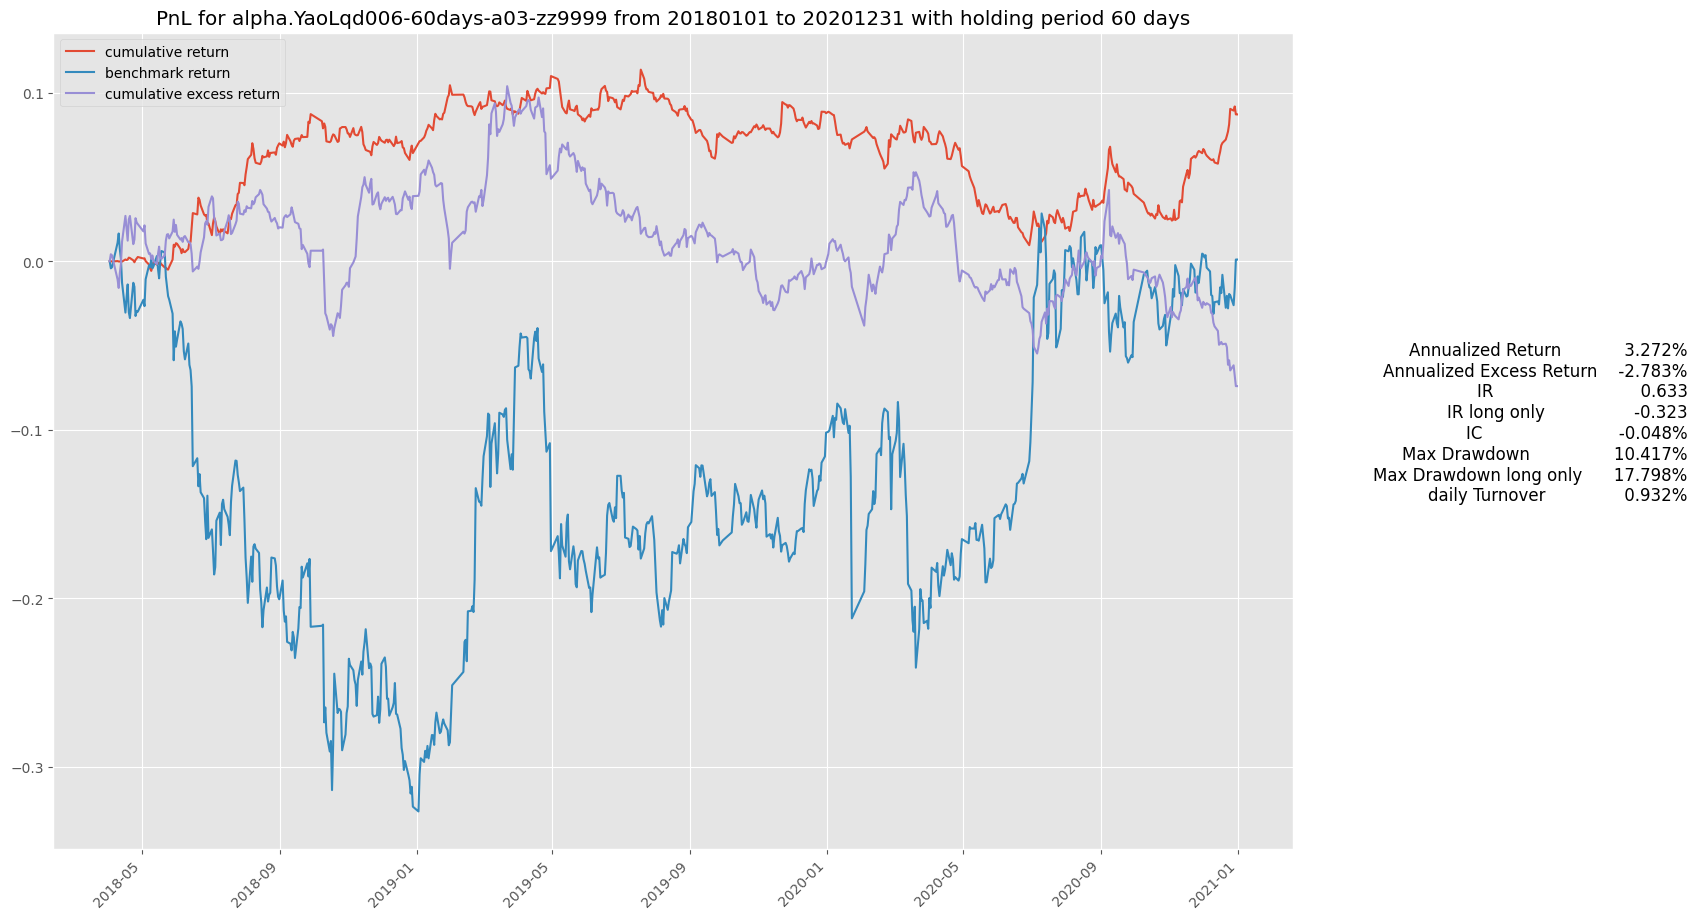 PnL for alpha.YaoLqd006-60days-a03-zz9999 from 20180101 to 20201231 with holding period 60 days
cumulative return
benchmark return
cumulative excess return
0.1
0.0
−0.1
−0.2
−0.3
2018-05
2018-09
2019-01
2019-05
2019-09
2020-01
2020-05
2020-09
2021-01
Annualized Return 3.272%
Annualized Excess Return -2.783%
IR 0.633
IR long only -0.323
IC -0.048%
Max Drawdown 10.417%
Max Drawdown long only 17.798%
daily Turnover 0.932%